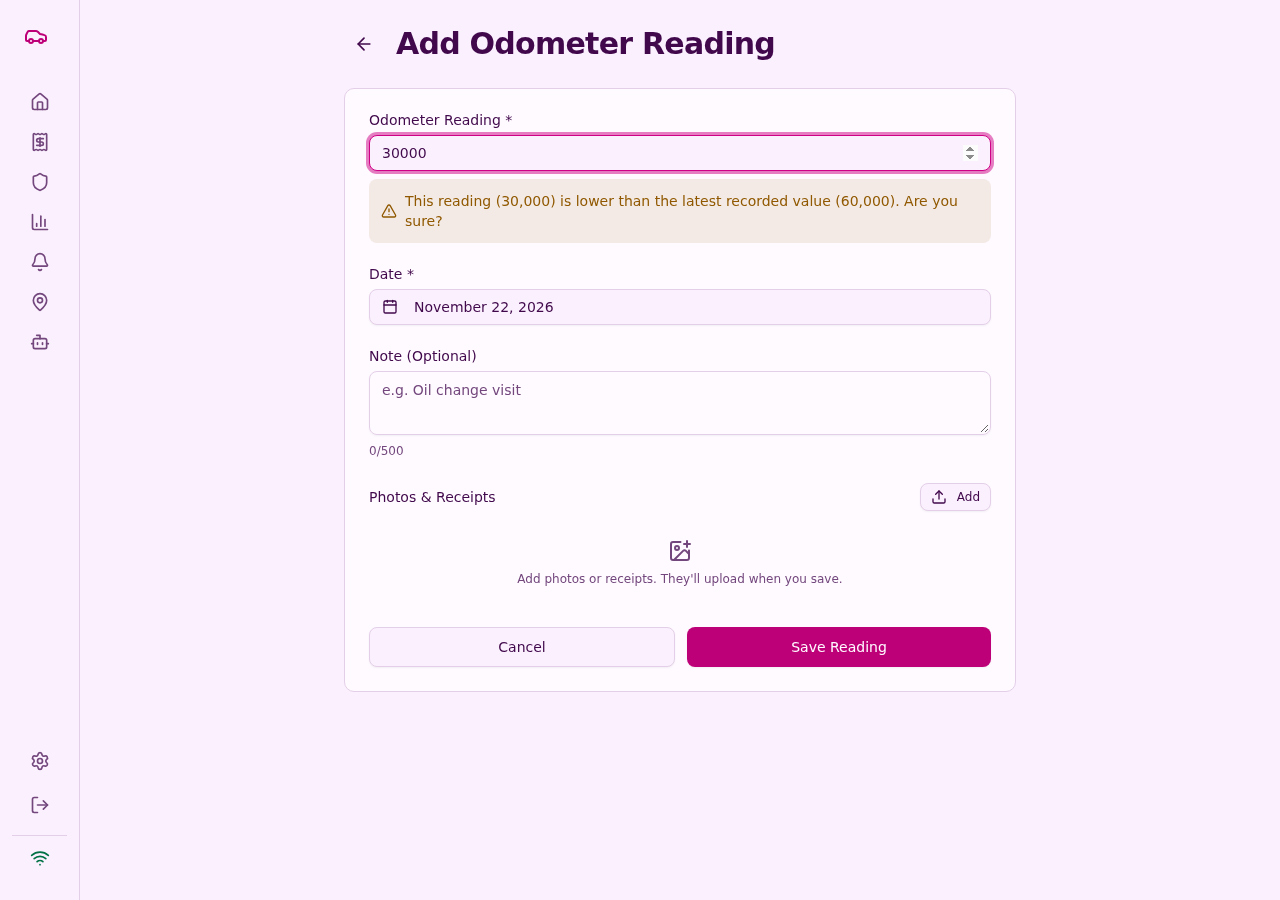 Add Odometer Reading
Odometer Reading *
30000
This reading (30,000) is lower than the latest recorded value (60,000). Are you
sure?
Date *
November 22, 2026
Note (Optional)
e.g. Oil change visit
0/500
Photos & Receipts
Add
Add photos or receipts. They'll upload when you save.
Cancel
Save Reading